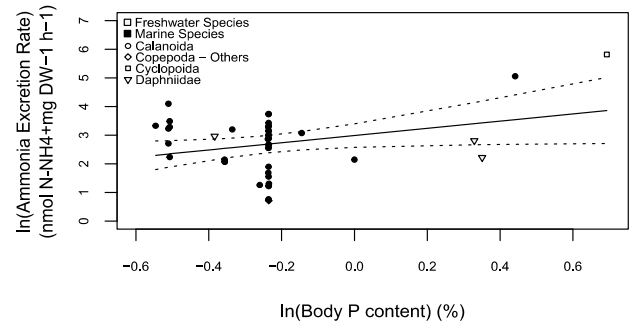 ln(Ammonia Excretion Rate)
(nmol N-NH4+mg DW-1 h-1)
7
6
5
4
3
2
1
0
Freshwater Species
Marine Species
Calanoida
Copepoda − Others
Cyclopoida
Daphniidae
−0.6 −0.4 −0.2 0.0 0.2 0.4 0.6
ln(Body P content) (%)